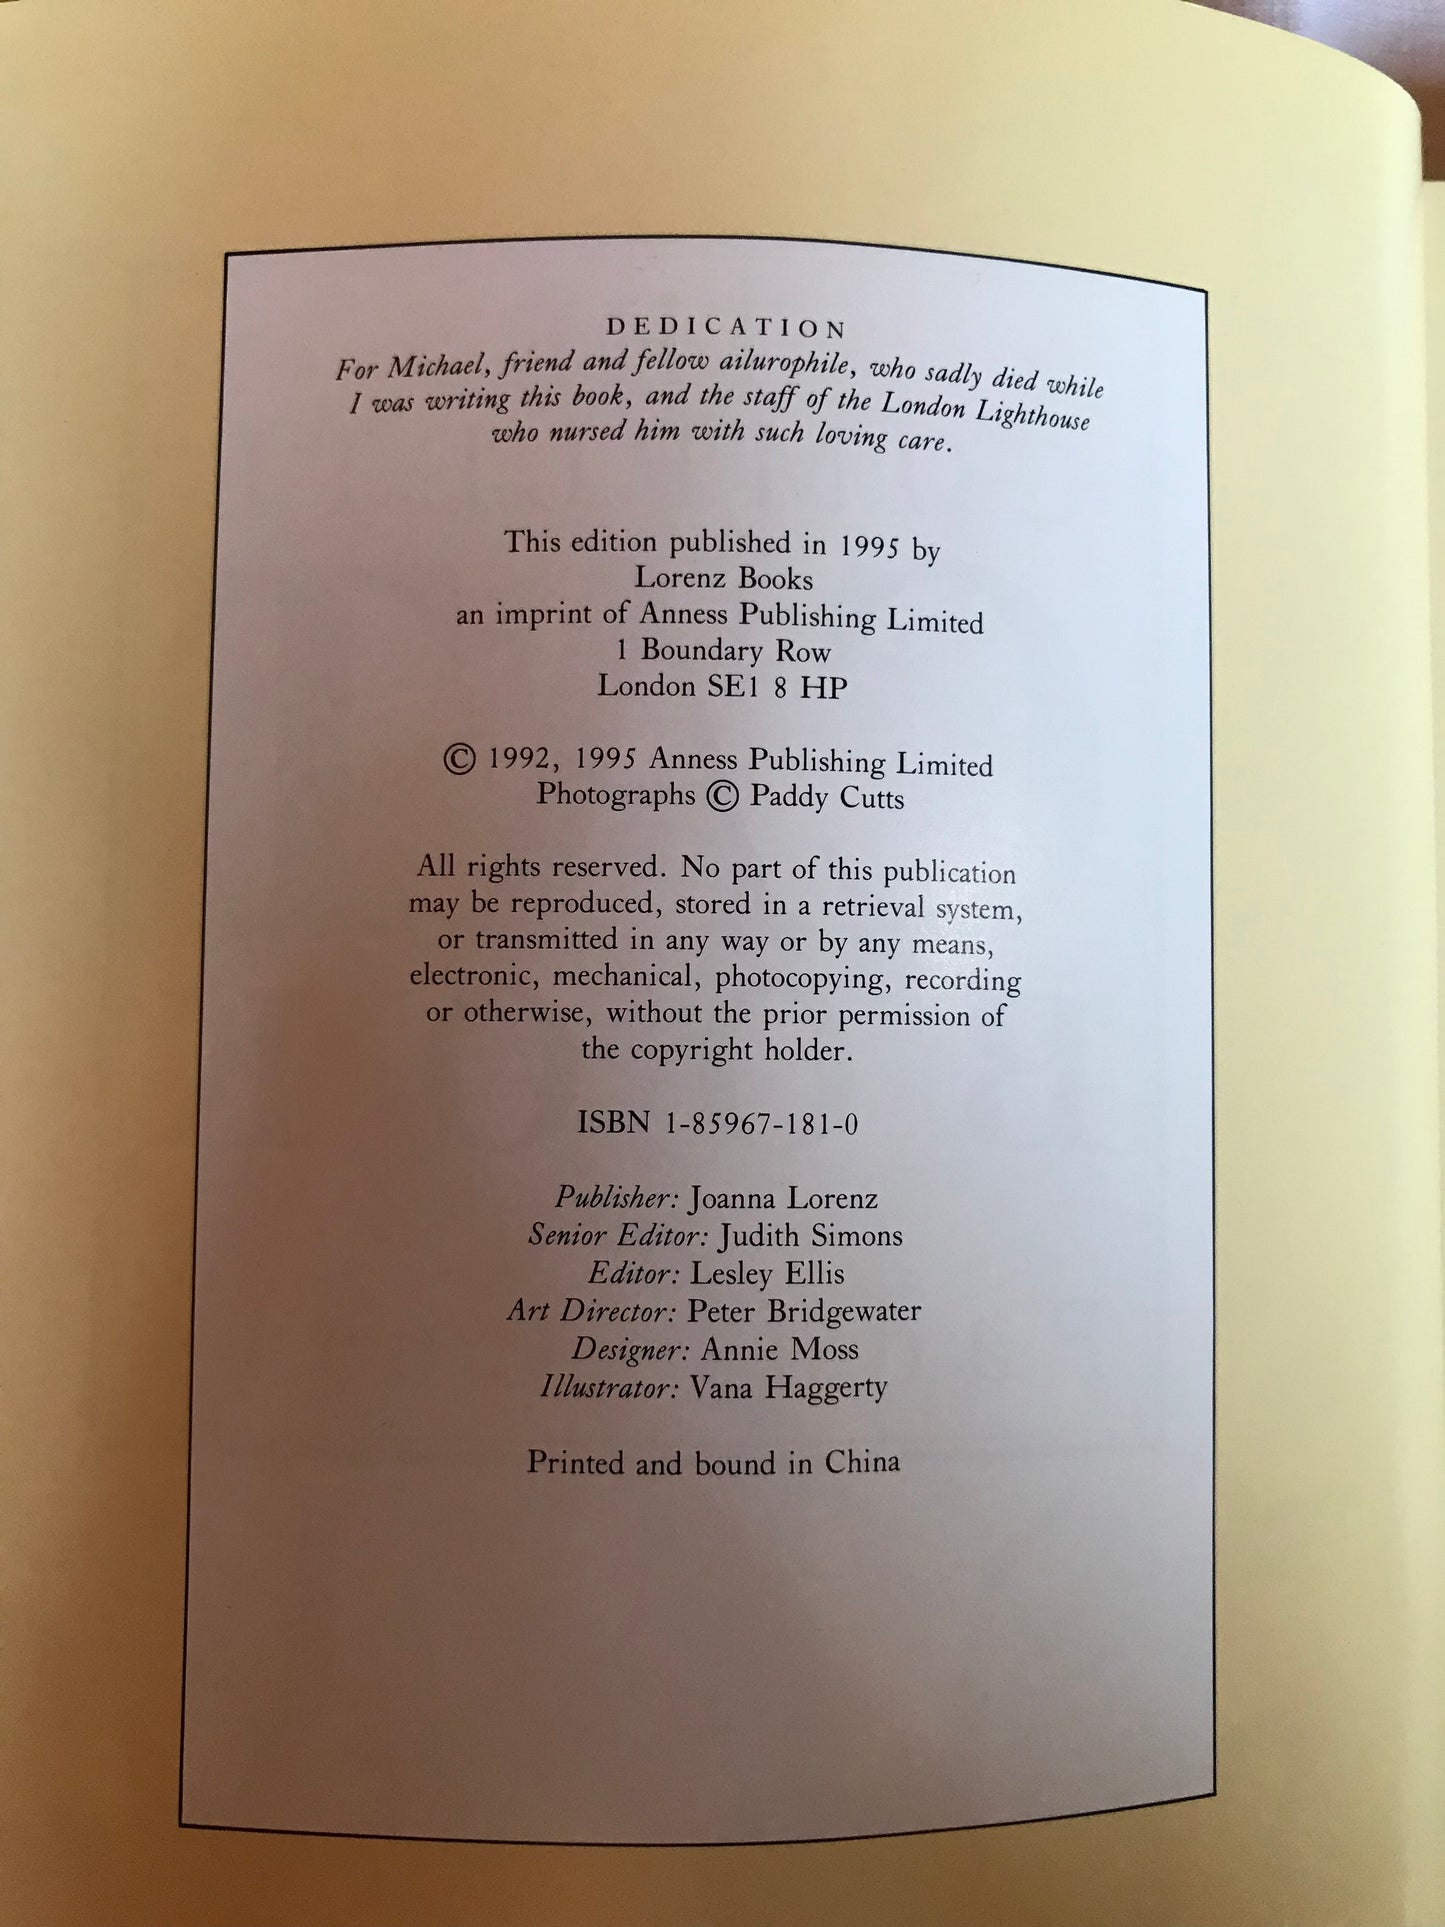 DEDICATION
For Michael, friend and fellow ailurophile, who sadly died while
I was writing this book, and the staff of the London Lighthouse
who nursed him with such loving care.
This edition published in 1995 by
Lorenz Books
an imprint of Anness Publishing Limited
1 Boundary Row
London SE1 8 HP
© 1992, 1995 Anness Publishing Limited
Photographs © Paddy Cutts
All rights reserved. No part of this publication
may be reproduced, stored in a retrieval system,
or transmitted in any way or by any means,
electronic, mechanical, photocopying, recording
or otherwise, without the prior permission of
the copyright holder.
ISBN 1-85967-181-0
Publisher: Joanna Lorenz
Senior Editor: Judith Simons
Editor: Lesley Ellis
Art Director: Peter Bridgewater
Designer: Annie Moss
Illustrator: Vana Haggerty
Printed and bound in China